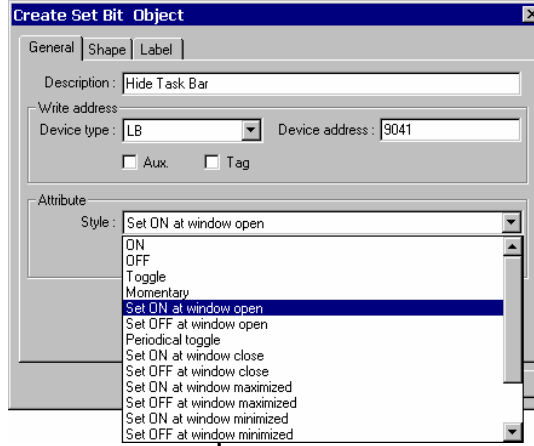 Create Set Bit Object
General Shape Label
Description : Hide Task Bar
Write address
Device type : LB Device address : 9041
Aux. Tag
Attribute
Style : Set ON at window open
ON
OFF
Toggle
Momentary
Set ON at window open
Set OFF at window open
Periodical toggle
Set ON at window close
Set OFF at window close
Set ON at window maximized
Set OFF at window maximized
Set ON at window minimized
Set OFF at window minimized